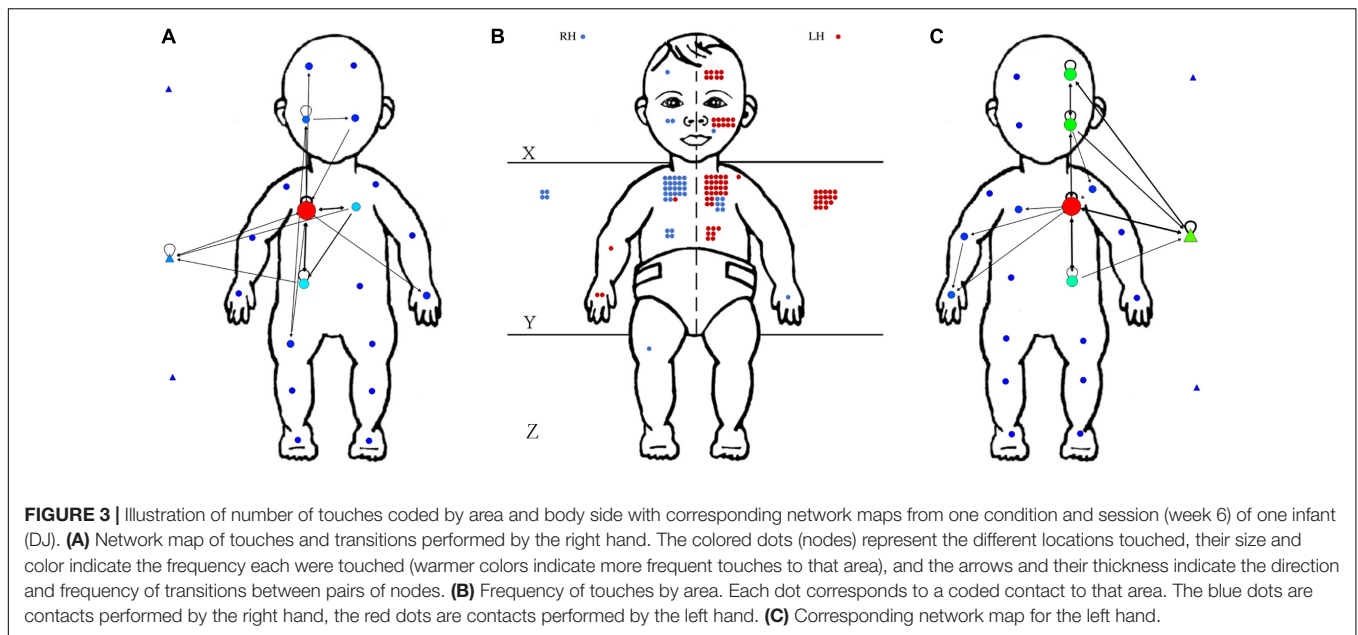 A
B
RH
LH
C
X
Y
Z
FIGURE 3 | Illustration of number of touches coded by area and body side with corresponding network maps from one condition and session (week 6) of one infant
(DJ). (A) Network map of touches and transitions performed by the right hand. The colored dots (nodes) represent the different locations touched, their size and
color indicate the frequency each were touched (warmer colors indicate more frequent touches to that area), and the arrows and their thickness indicate the direction
and frequency of transitions between pairs of nodes. (B) Frequency of touches by area. Each dot corresponds to a coded contact to that area. The blue dots are
contacts performed by the right hand, the red dots are contacts performed by the left hand. (C) Corresponding network map for the left hand.